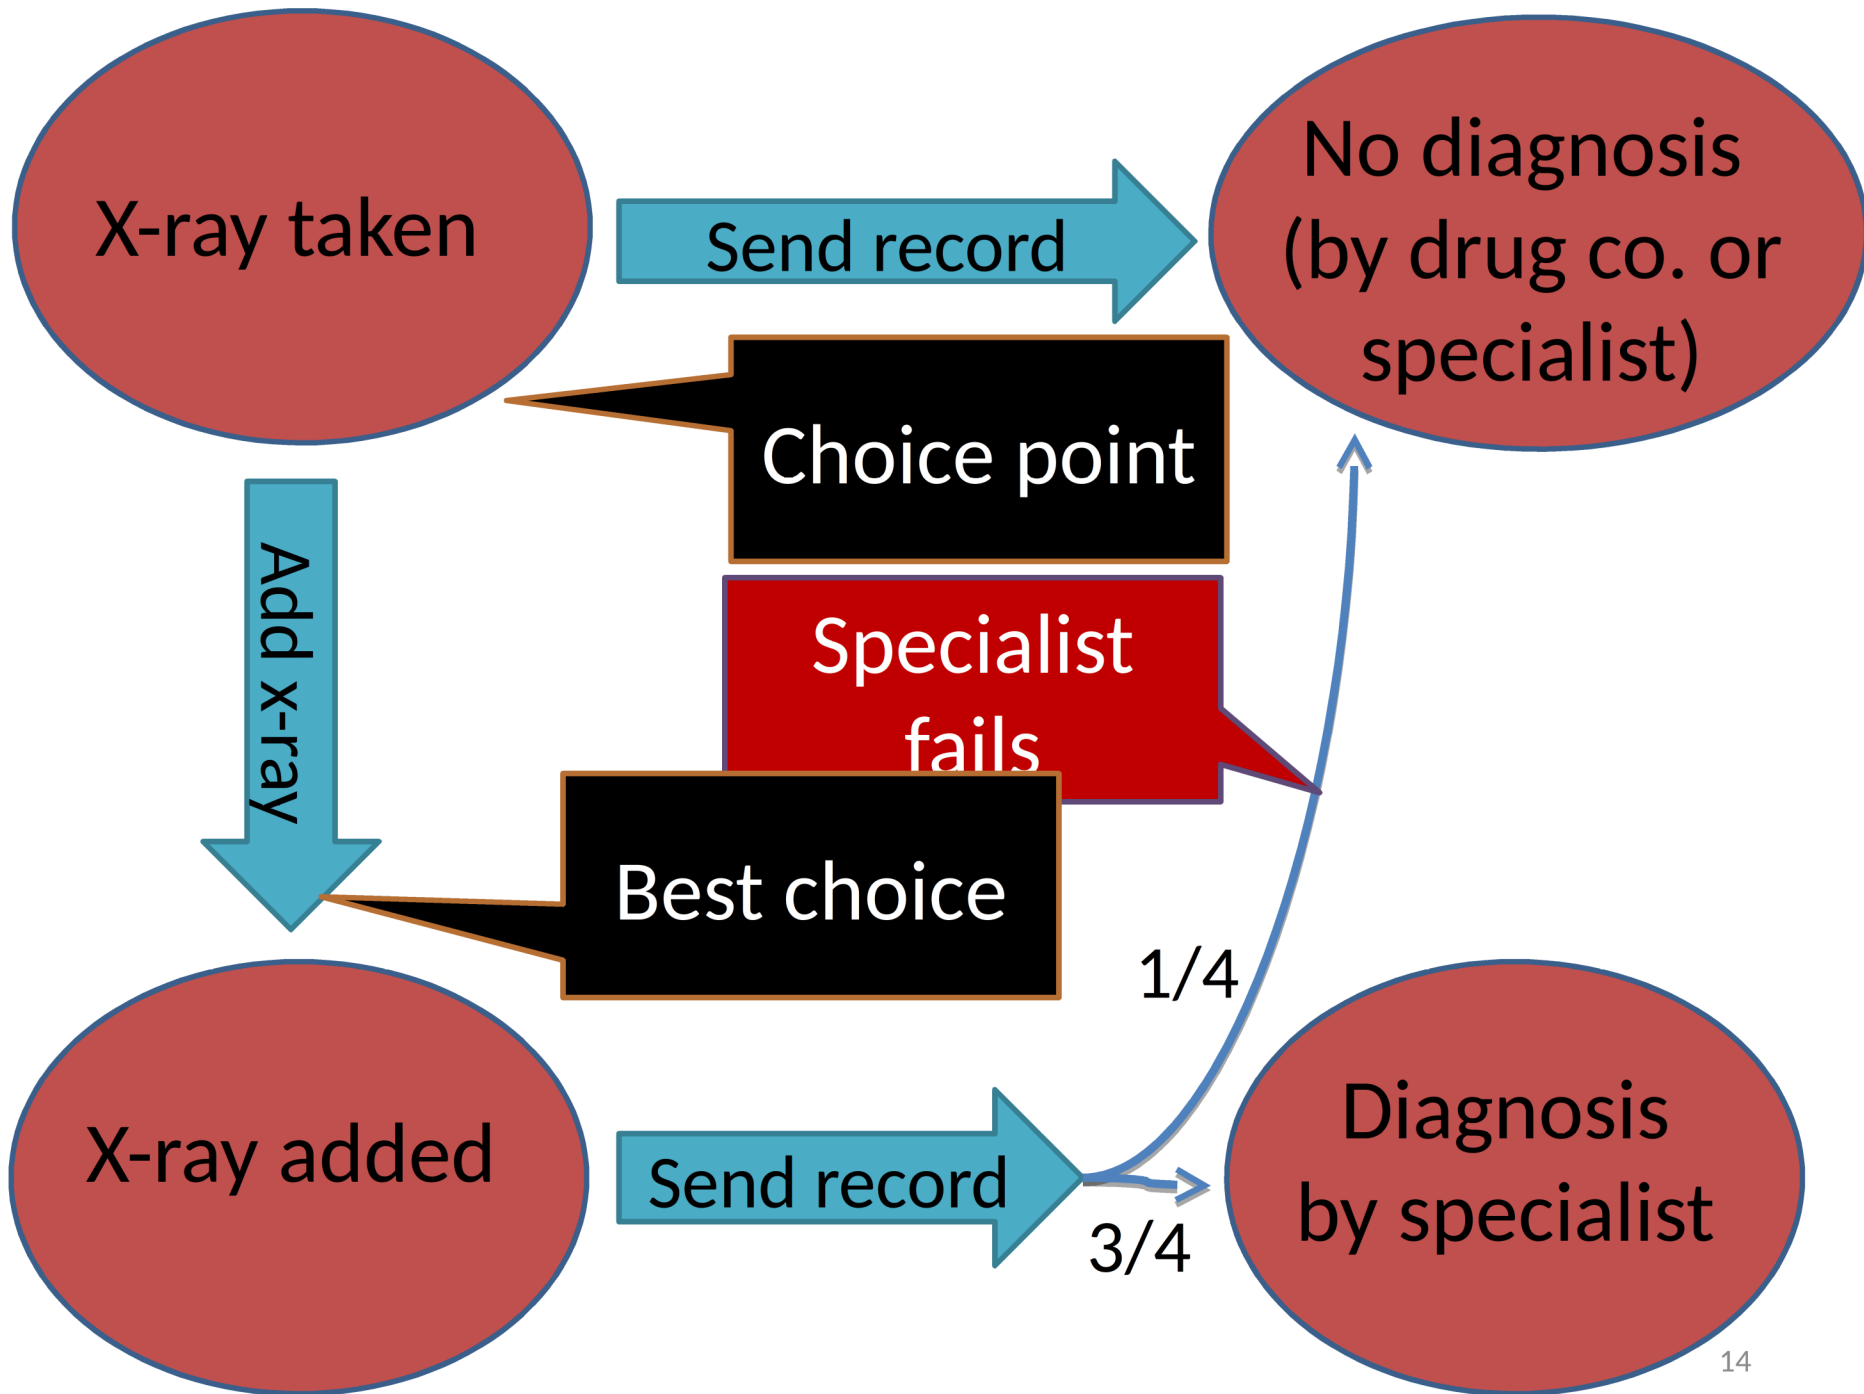 X-ray taken
Send record
No diagnosis
(by drug co. or
specialist)
Choice point
Add x-ray
Specialist
fails
Best choice
1/4
X-ray added
Send record
3/4
Diagnosis
by specialist
14